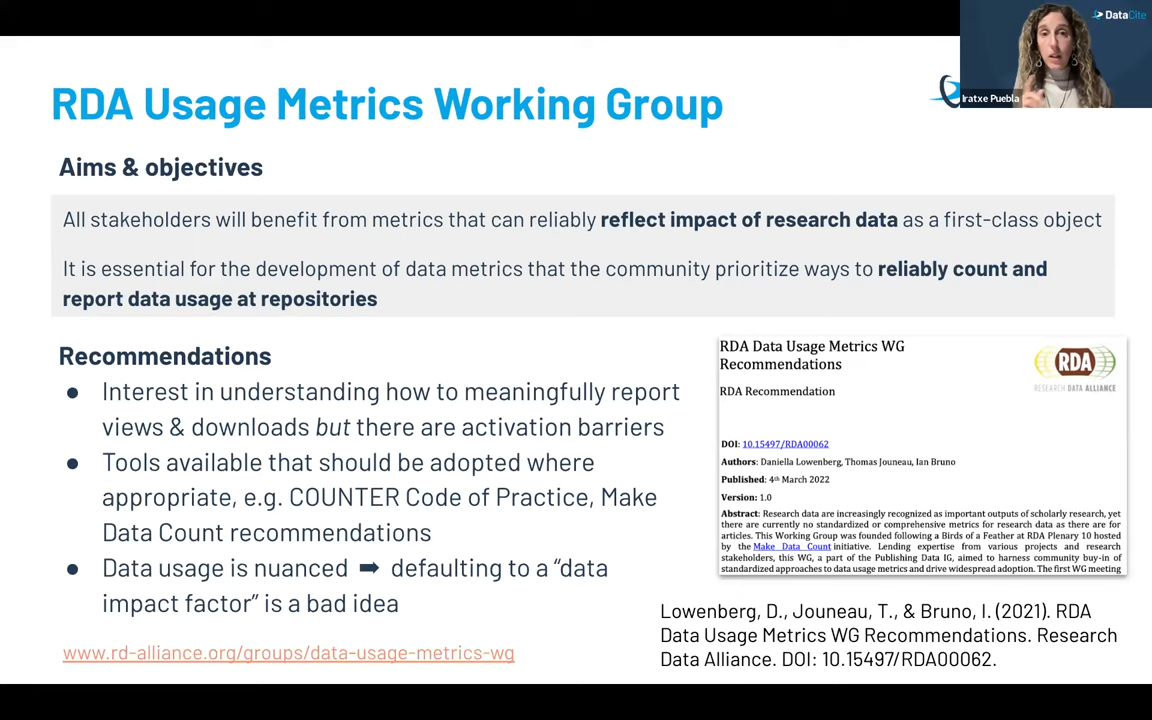 DataCite
Iratxe Puebla
RDA Usage Metrics Working Group
Aims & objectives
All stakeholders will benefit from metrics that can reliably reflect impact of research data as a first-class object
It is essential for the development of data metrics that the community prioritize ways to reliably count and
report data usage at repositories
Recommendations
● Interest in understanding how to meaningfully report
views & downloads but there are activation barriers
● Tools available that should be adopted where
appropriate, e.g. COUNTER Code of Practice, Make
Data Count recommendations
● Data usage is nuanced ➡ defaulting to a “data
impact factor” is a bad idea
www.rd-alliance.org/groups/data-usage-metrics-wg
RDA Data Usage Metrics WG
Recommendations
RDA Recommendation
RDA
RESEARCH DATA ALLIANCE
DOI: 10.15497/RDA00062
Authors: Daniella Lowenberg, Thomas Jouneau, Ian Bruno
Published: 4th March 2022
Version: 1.0
Abstract: Research data are increasingly recognized as important outputs of scholarly research, yet
there are currently no standardized or comprehensive metrics for research data as there are for
articles. This Working Group was founded following a Birds of a Feather at RDA Plenary 10 hosted
by the Make Data Count initiative. Lending expertise from various projects and research
stakeholders, this WG, a part of the Publishing Data IG, aimed to harness community buy-in of
standardized approaches to data usage metrics and drive widespread adoption. The first WG meeting
Lowenberg, D., Jouneau, T., & Bruno, I. (2021). RDA
Data Usage Metrics WG Recommendations. Research
Data Alliance. DOI: 10.15497/RDA00062.